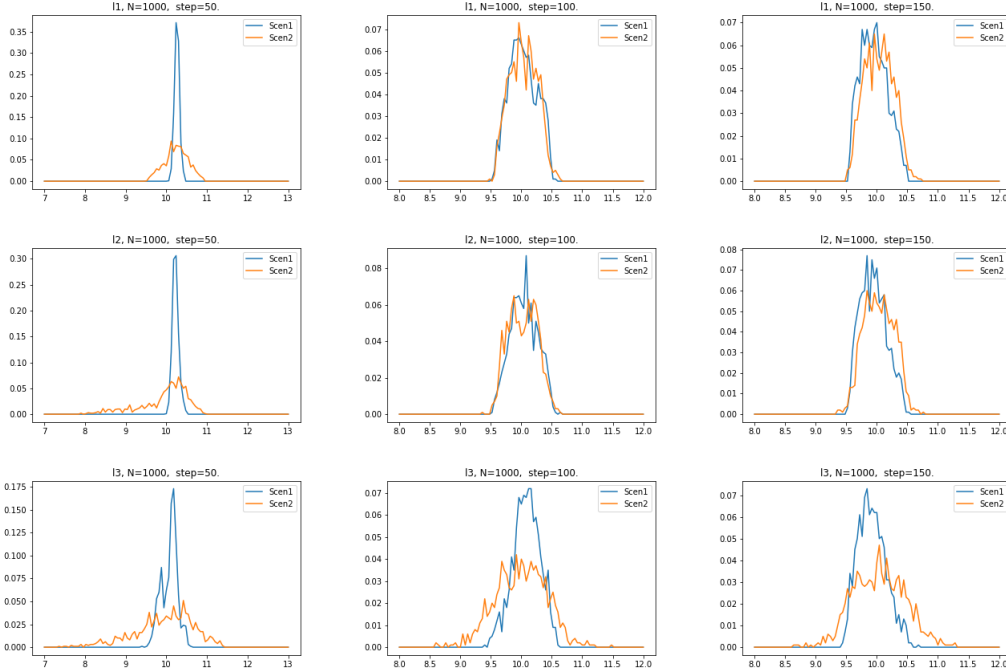 l1, N=1000, step=50.
0.35
0.30
0.25
0.20
0.15
0.10
0.05
0.00
7 8 9 10 11 12 13
Scen1
Scen2
l1, N=1000, step=100.
0.07
0.06
0.05
0.04
0.03
0.02
0.01
0.00
8.0 8.5 9.0 9.5 10.0 10.5 11.0 11.5 12.0
Scen1
Scen2
l1, N=1000, step=150.
0.07
0.06
0.05
0.04
0.03
0.02
0.01
0.00
8.0 8.5 9.0 9.5 10.0 10.5 11.0 11.5 12.0
Scen1
Scen2
l2, N=1000, step=50.
0.30
0.25
0.20
0.15
0.10
0.05
0.00
7 8 9 10 11 12 13
Scen1
Scen2
l2, N=1000, step=100.
0.08
0.06
0.04
0.02
0.00
8.0 8.5 9.0 9.5 10.0 10.5 11.0 11.5 12.0
Scen1
Scen2
l2, N=1000, step=150.
0.08
0.07
0.06
0.05
0.04
0.03
0.02
0.01
0.00
8.0 8.5 9.0 9.5 10.0 10.5 11.0 11.5 12.0
Scen1
Scen2
l3, N=1000, step=50.
0.175
0.150
0.125
0.100
0.075
0.050
0.025
0.000
7 8 9 10 11 12 13
Scen1
Scen2
l3, N=1000, step=100.
0.07
0.06
0.05
0.04
0.03
0.02
0.01
0.00
8.0 8.5 9.0 9.5 10.0 10.5 11.0 11.5 12.0
Scen1
Scen2
l3, N=1000, step=150.
0.07
0.06
0.05
0.04
0.03
0.02
0.01
0.00
8.0 8.5 9.0 9.5 10.0 10.5 11.0 11.5 12.0
Scen1
Scen2